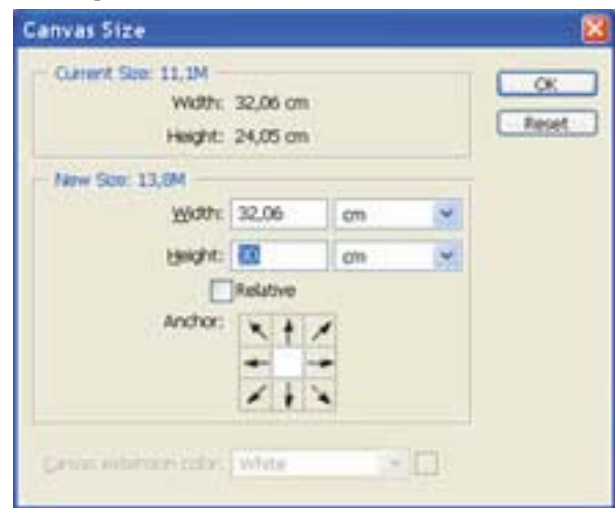 Canvas Size
Current Size: 11,1M
OK
Width: 32,06 cm
Reset
Height: 24,05 cm
New Size: 13,8M
Width: 32,06 cm
Height: 30 cm
Relative
Anchor:
Canvas extension color: White